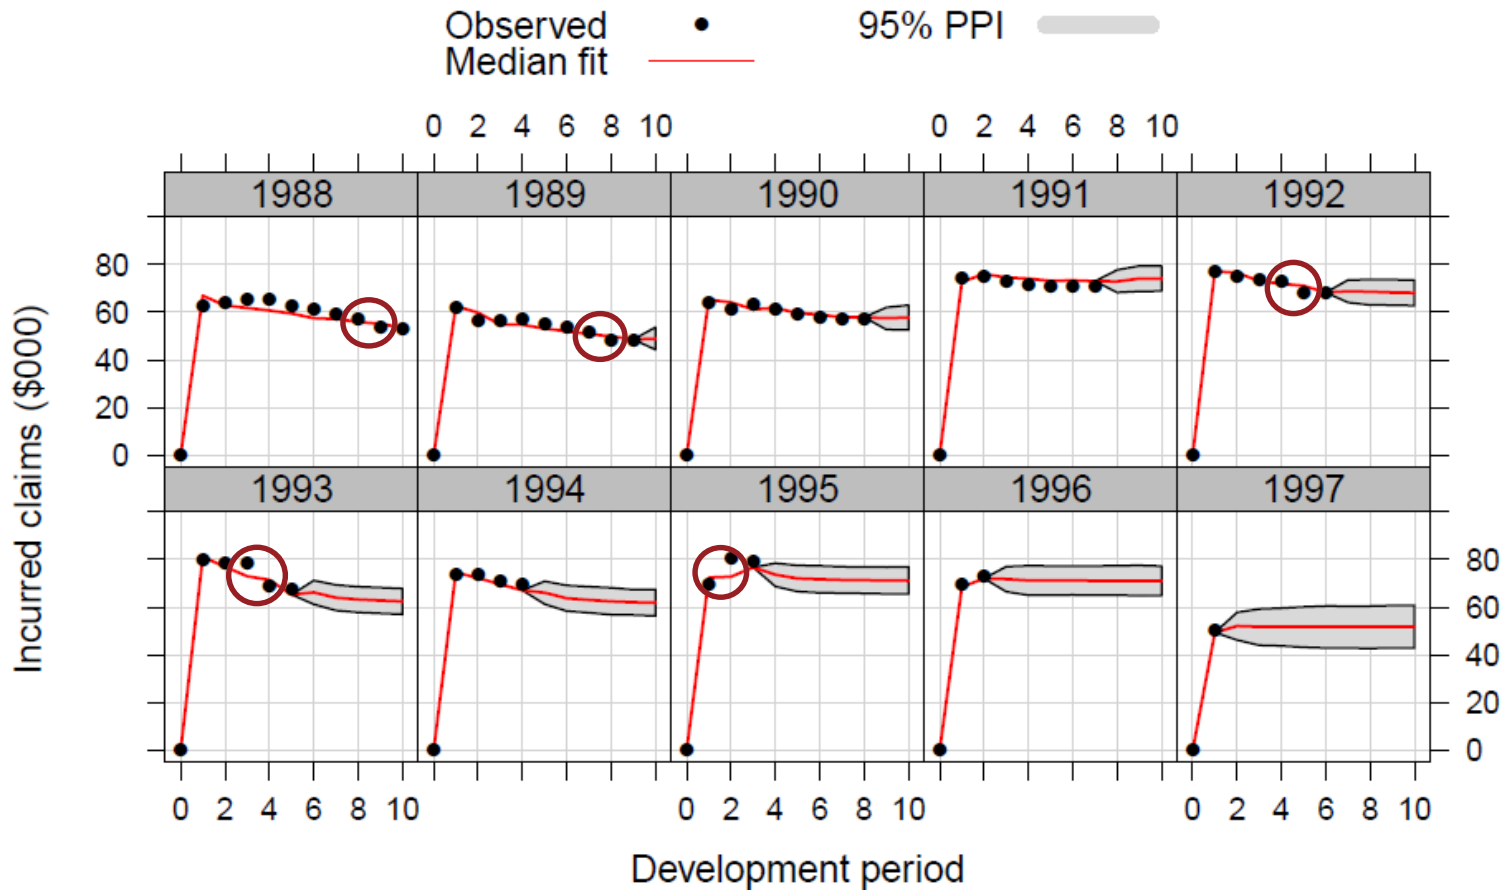 Observed 95% PPI
Median fit
0 2 4 6 8 10 0 2 4 6 8 10
1988 1989 1990 1991 1992
80
60
40
20
0
1993 1994 1995 1996 1997
80
60
40
20
0
0 2 4 6 8 10 0 2 4 6 8 10 0 2 4 6 8 10
Incurred claims ($000)
Development period